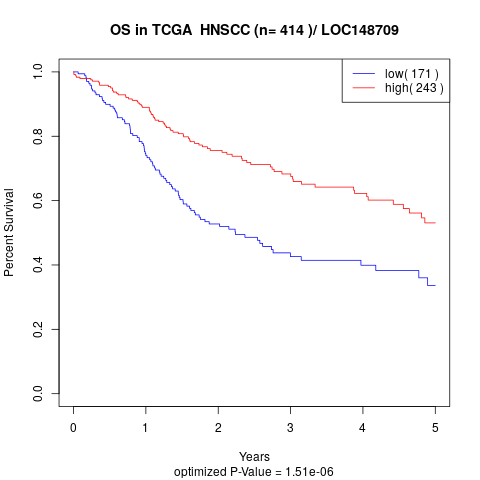 OS in TCGA  HNSCC (n= 414 )/ LOC148709
low( 171 )
high( 243 )
Percent Survival
1.0
0.8
0.6
0.4
0.2
0.0
0 1 2 3 4 5
Years
optimized P-Value = 1.51e-06